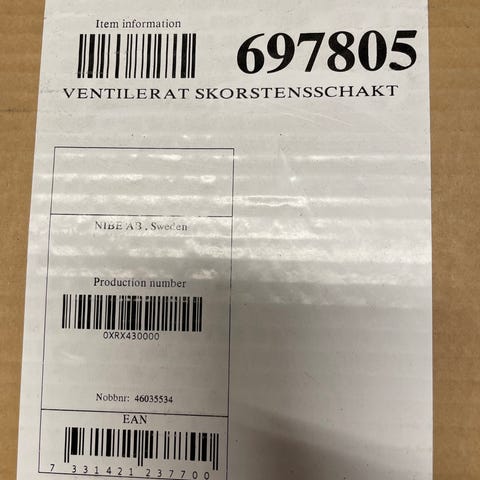 Item information
697805
VENTILERAT SKORSTENSSCHAKT
NIBE AB, Sweden
Production number
0XRX430000
Nobbnr: 46035534
EAN
7 331421 237700